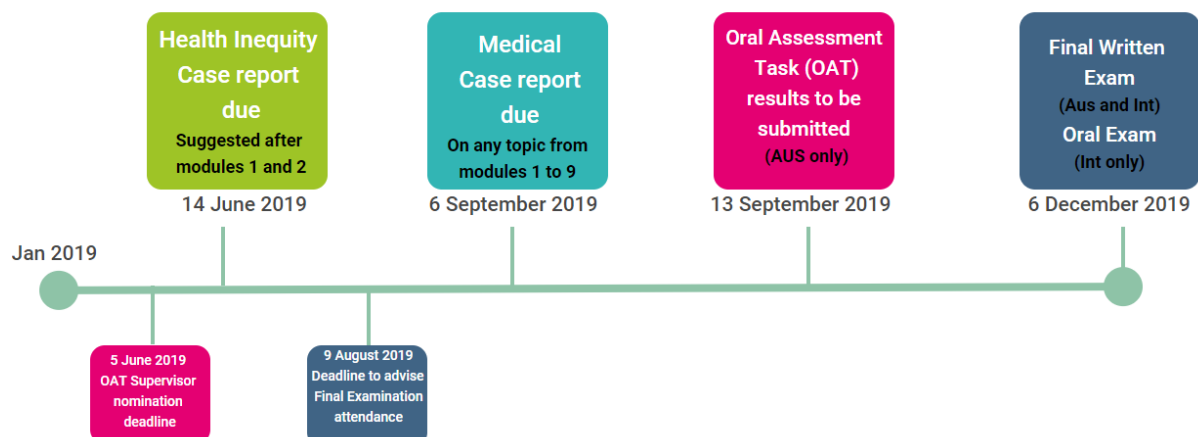 Health Inequity
Case report
due
Suggested after
modules 1 and 2
14 June 2019
Medical
Case report
due
On any topic from
modules 1 to 9
6 September 2019
Oral Assessment
Task (OAT)
results to be
submitted
(AUS only)
13 September 2019
Final Written
Exam
(Aus and Int)
Oral Exam
(Int only)
6 December 2019
Jan 2019
5 June 2019
OAT Supervisor
nomination
deadline
9 August 2019
Deadline to advise
Final Examination
attendance